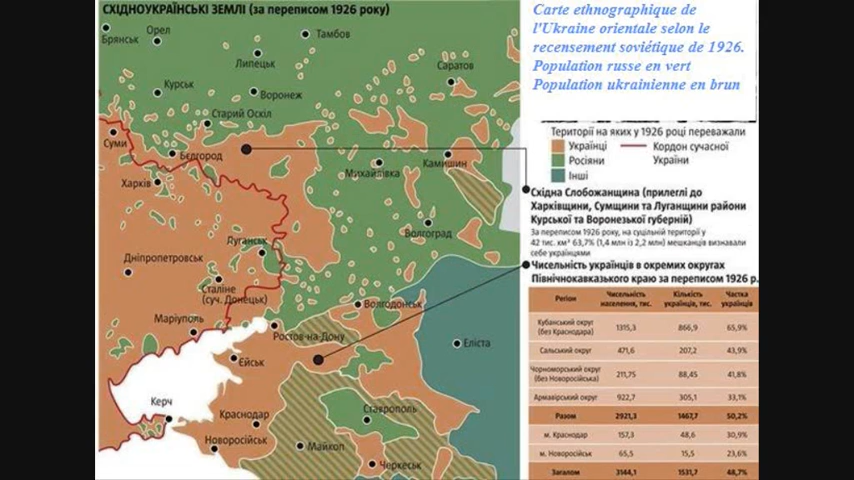 СХІДНОУКРАЇНСЬКІ ЗЕМЛІ (за переписом 1926 року)
Carte ethnographique de
l'Ukraine orientale selon le
recensement soviétique de 1926.
Population russe en vert
Population ukrainienne en brun
Брянськ
Орел
Тамбов
Липецьк
Саратов
Курськ
Воронеж
Старий Оскіл
Суми
Бєлгород
Михайлівка
Камишин
Харків
Волгоград
Луганськ
Дніпропетровськ
Сталіне
(суч. Донецьк)
Волгодонськ
Маріуполь
Ростов-на-Дону
Еліста
Єйськ
Керч
Краснодар
Ставрополь
Новоросійськ
Майкоп
Черкеськ
Території на яких у 1926 році переважали
Українці
Росіяни
Інші
Кордон сучасної
України
Східна Слобожанщина (прилеглі до
Харківщини, Сумщини та Луганщини райони
Курської та Воронезької губерній)
За переписом 1926 року, на суцільній території у
42 тис. км² 63,7% (1,4 млн із 2,2 млн) мешканців визнавали
себе українцями
Чисельність українців в окремих округах
Північнокавказького краю за переписом 1926 р.
Регіон Чисельність населення, тис. Кількість українців, тис. Частка українців
Кубанський округ (без Краснодара) 1315,3 866,9 65,9%
Сальський округ 471,6 207,2 43,9%
Чорноморський округ (без Новоросійська) 211,75 88,45 41,8%
Армавірський округ 922,7 305,1 33,1%
Разом 2921,3 1467,7 50,2%
м. Краснодар 157,3 48,6 30,9%
м. Новоросійськ 65,5 15,5 23,6%
Загалом 3144,1 1531,7 48,7%